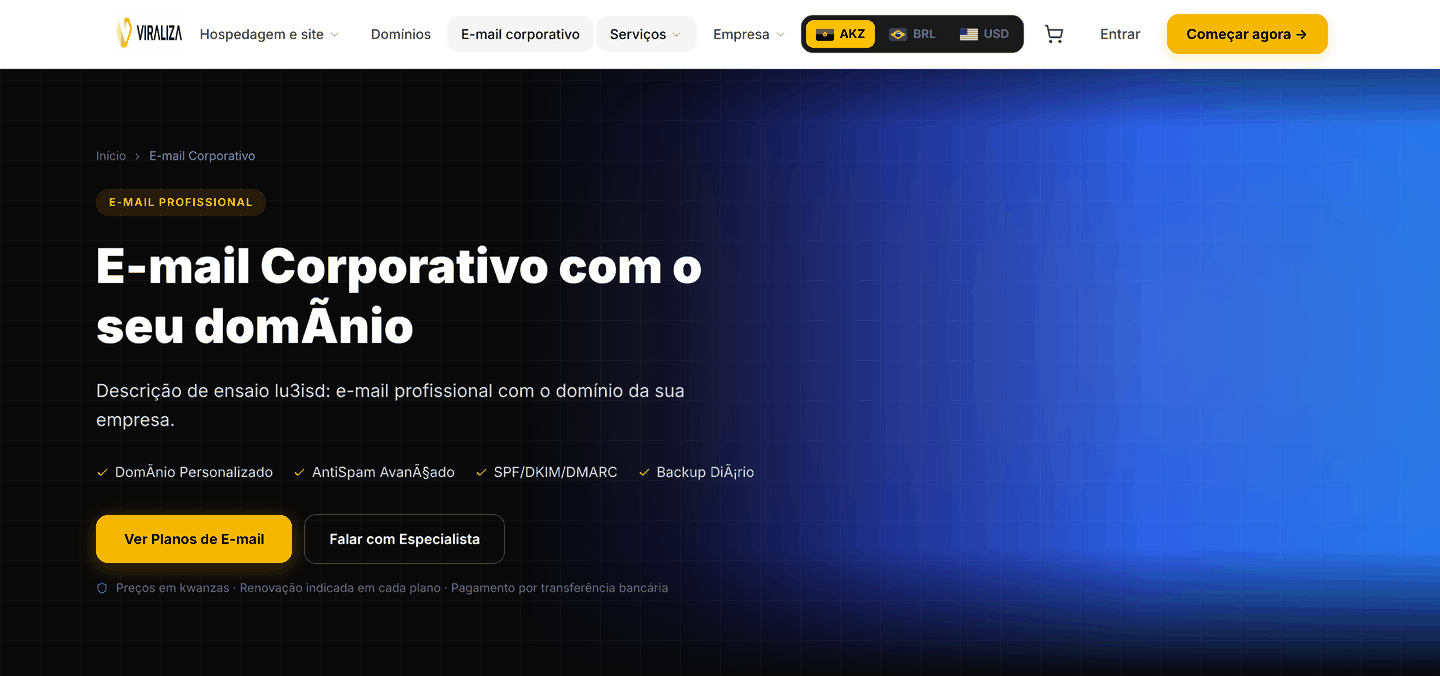 VIRALIZA
Hospedagem e site
Domínios
E-mail corporativo
Serviços
Empresa
AKZ
BRL
USD
Entrar
Começar agora →
Início > E-mail Corporativo
E-MAIL PROFISSIONAL
E-mail Corporativo com o
seu domÃnio
Descrição de ensaio lu3isd: e-mail profissional com o domínio da sua
empresa.
DomÃnio Personalizado
AntiSpam AvanÃ§ado
SPF/DKIM/DMARC
Backup DiÃ¡rio
Ver Planos de E-mail
Falar com Especialista
Preços em kwanzas · Renovação indicada em cada plano · Pagamento por transferência bancária